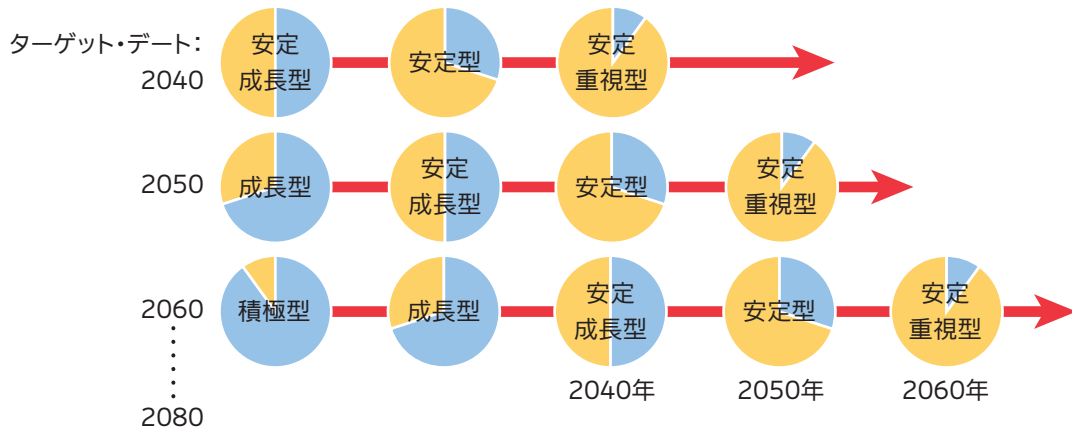 ターゲット・デート：
2040
安定
成長型
安定型
安定
重視型
2050
成長型
安定
成長型
安定型
安定
重視型
2060
積極型
成長型
安定
成長型
安定型
安定
重視型
2040年
2050年
2060年
2080